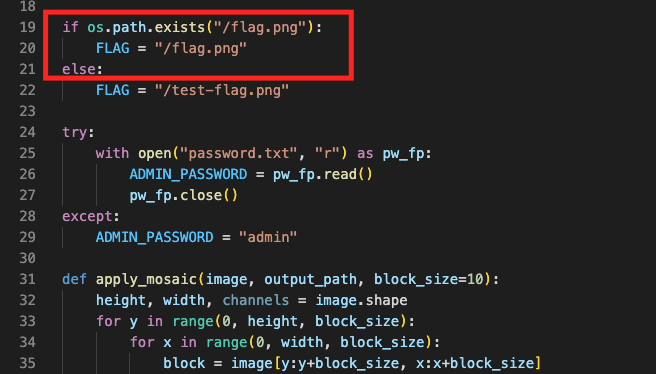 18
19 if os.path.exists("/flag.png"):
20 FLAG = "/flag.png"
21 else:
22 FLAG = "/test-flag.png"
23
24 try:
25 with open("password.txt", "r") as pw_fp:
26 ADMIN_PASSWORD = pw_fp.read()
27 pw_fp.close()
28 except:
29 ADMIN_PASSWORD = "admin"
30
31 def apply_mosaic(image, output_path, block_size=10):
32 height, width, channels = image.shape
33 for y in range(0, height, block_size):
34 for x in range(0, width, block_size):
35 block = image[y:y+block_size, x:x+block_size]